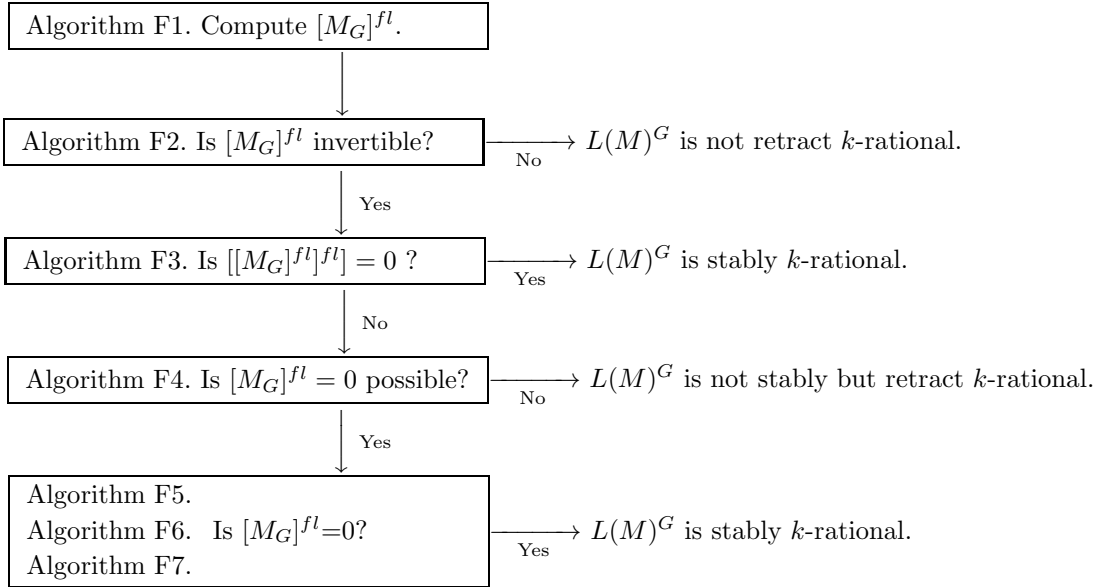 Algorithm F1. Compute $[M_G]^{fl}$.
Algorithm F2. Is $[M_G]^{fl}$ invertible?
No
$L(M)^G$ is not retract $k$-rational.
Yes
Algorithm F3. Is $[[M_G]^{fl}]^{fl}] = 0$ ?
Yes
$L(M)^G$ is stably $k$-rational.
No
Algorithm F4. Is $[M_G]^{fl} = 0$ possible?
No
$L(M)^G$ is not stably but retract $k$-rational.
Yes
Algorithm F5.
Algorithm F6. Is $[M_G]^{fl}$=0?
Algorithm F7.
Yes
$L(M)^G$ is stably $k$-rational.